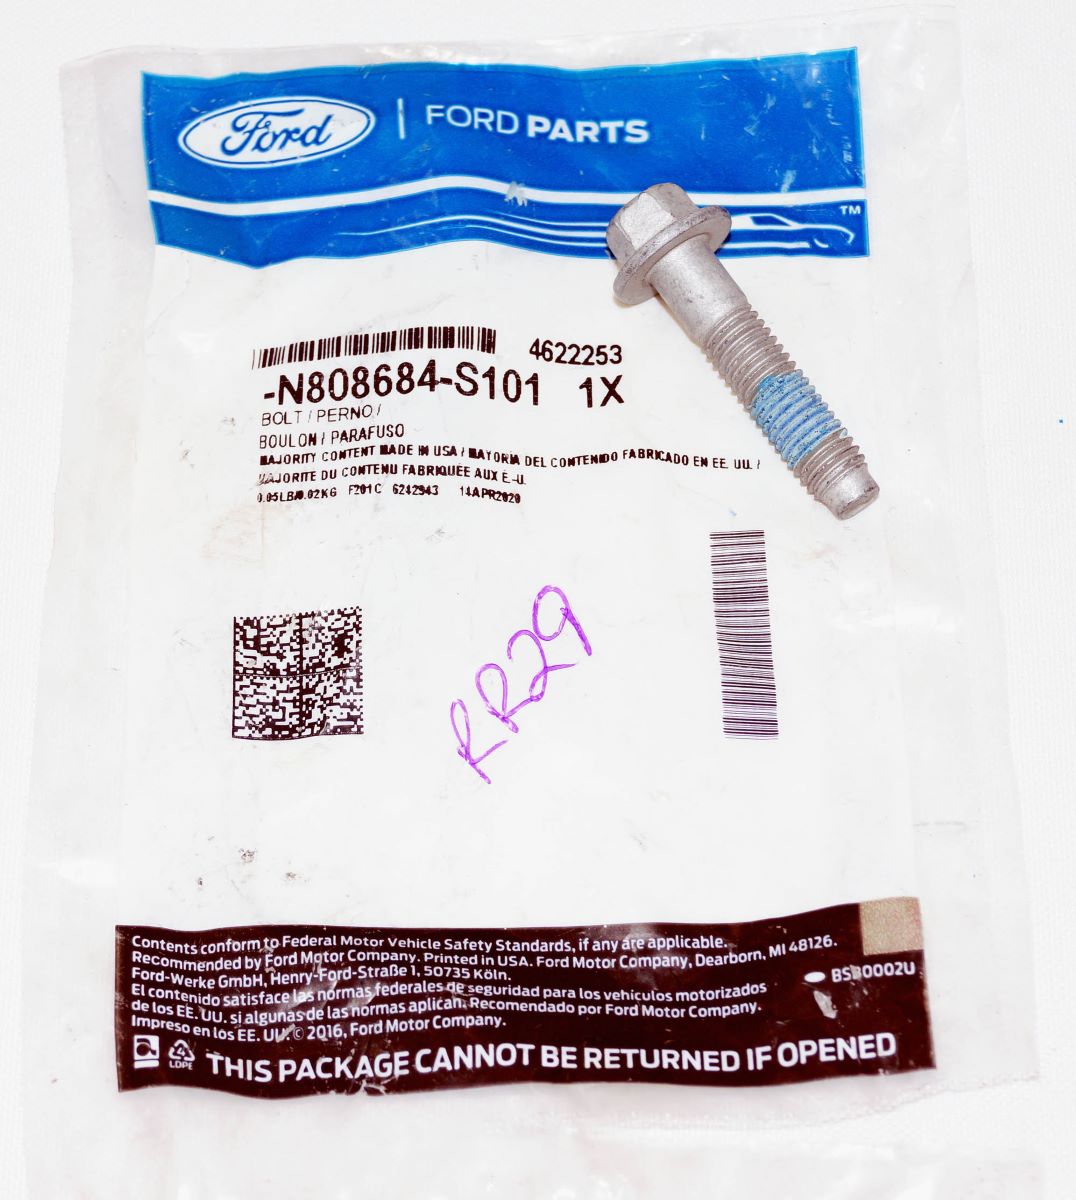 Ford | FORD PARTS
TM
4622253
-N808684-S101 1X
BOLT / PERNO /
BOULON / PARAFUSO
MAJORITY CONTENT MADE IN USA / MAYORIA DEL CONTENIDO FABRICADO EN EE. UU. /
MAJORITE DU CONTENU FABRIQUÉE AUX É.-U.
0.05LB/0.02KG F201C 6242943 14APR2020
RR29
Contents conform to Federal Motor Vehicle Safety Standards, if any are applicable.
Recommended by Ford Motor Company. Printed in USA. Ford Motor Company, Dearborn, MI 48126.
Ford-Werke GmbH, Henry-Ford-Straße 1, 50735 Köln.
El contenido satisface las normas federales de seguridad para los vehículos motorizados
de los EE. UU. si algunas de las normas aplican. Recomendado por Ford Motor Company.
Impreso en los EE. UU. © 2016, Ford Motor Company.
BSB0002U
4
LDPE
THIS PACKAGE CANNOT BE RETURNED IF OPENED